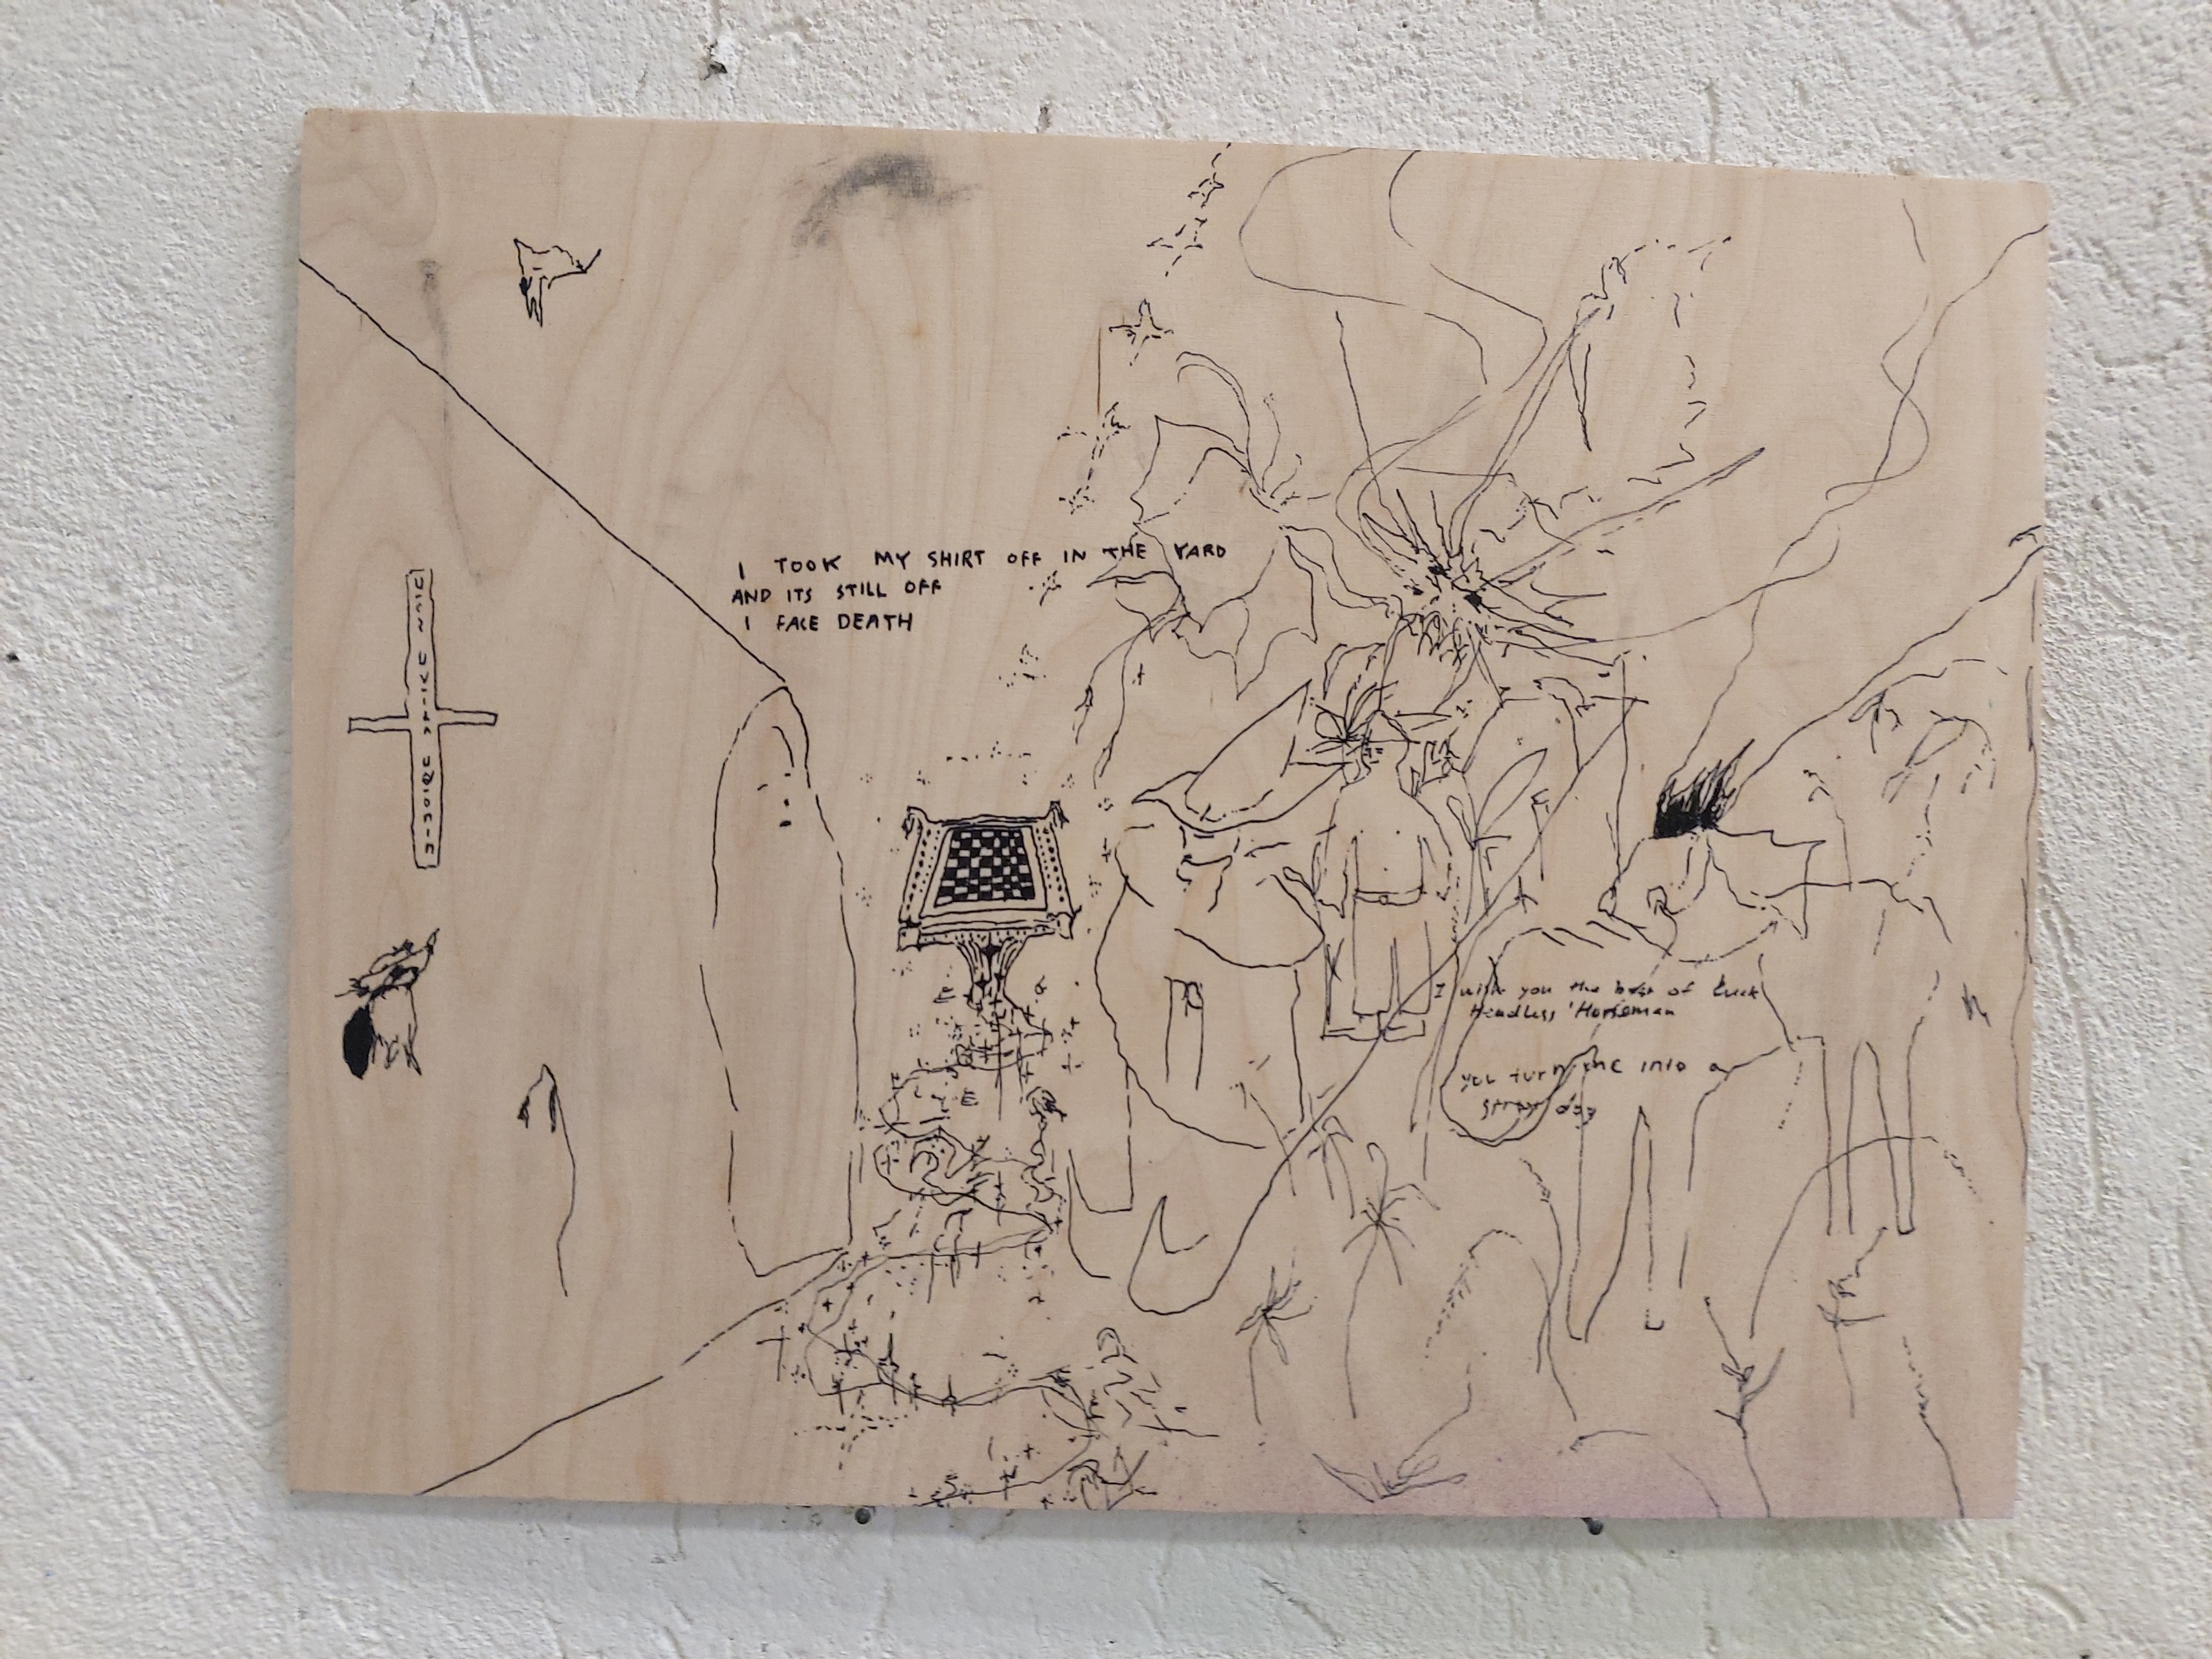 I TOOK MY SHIRT OFF IN THE YARD
AND ITS STILL OFF
I FACE DEATH
I wish you the best of luck
Headless 'Horseman
you turn me into a
stray dog